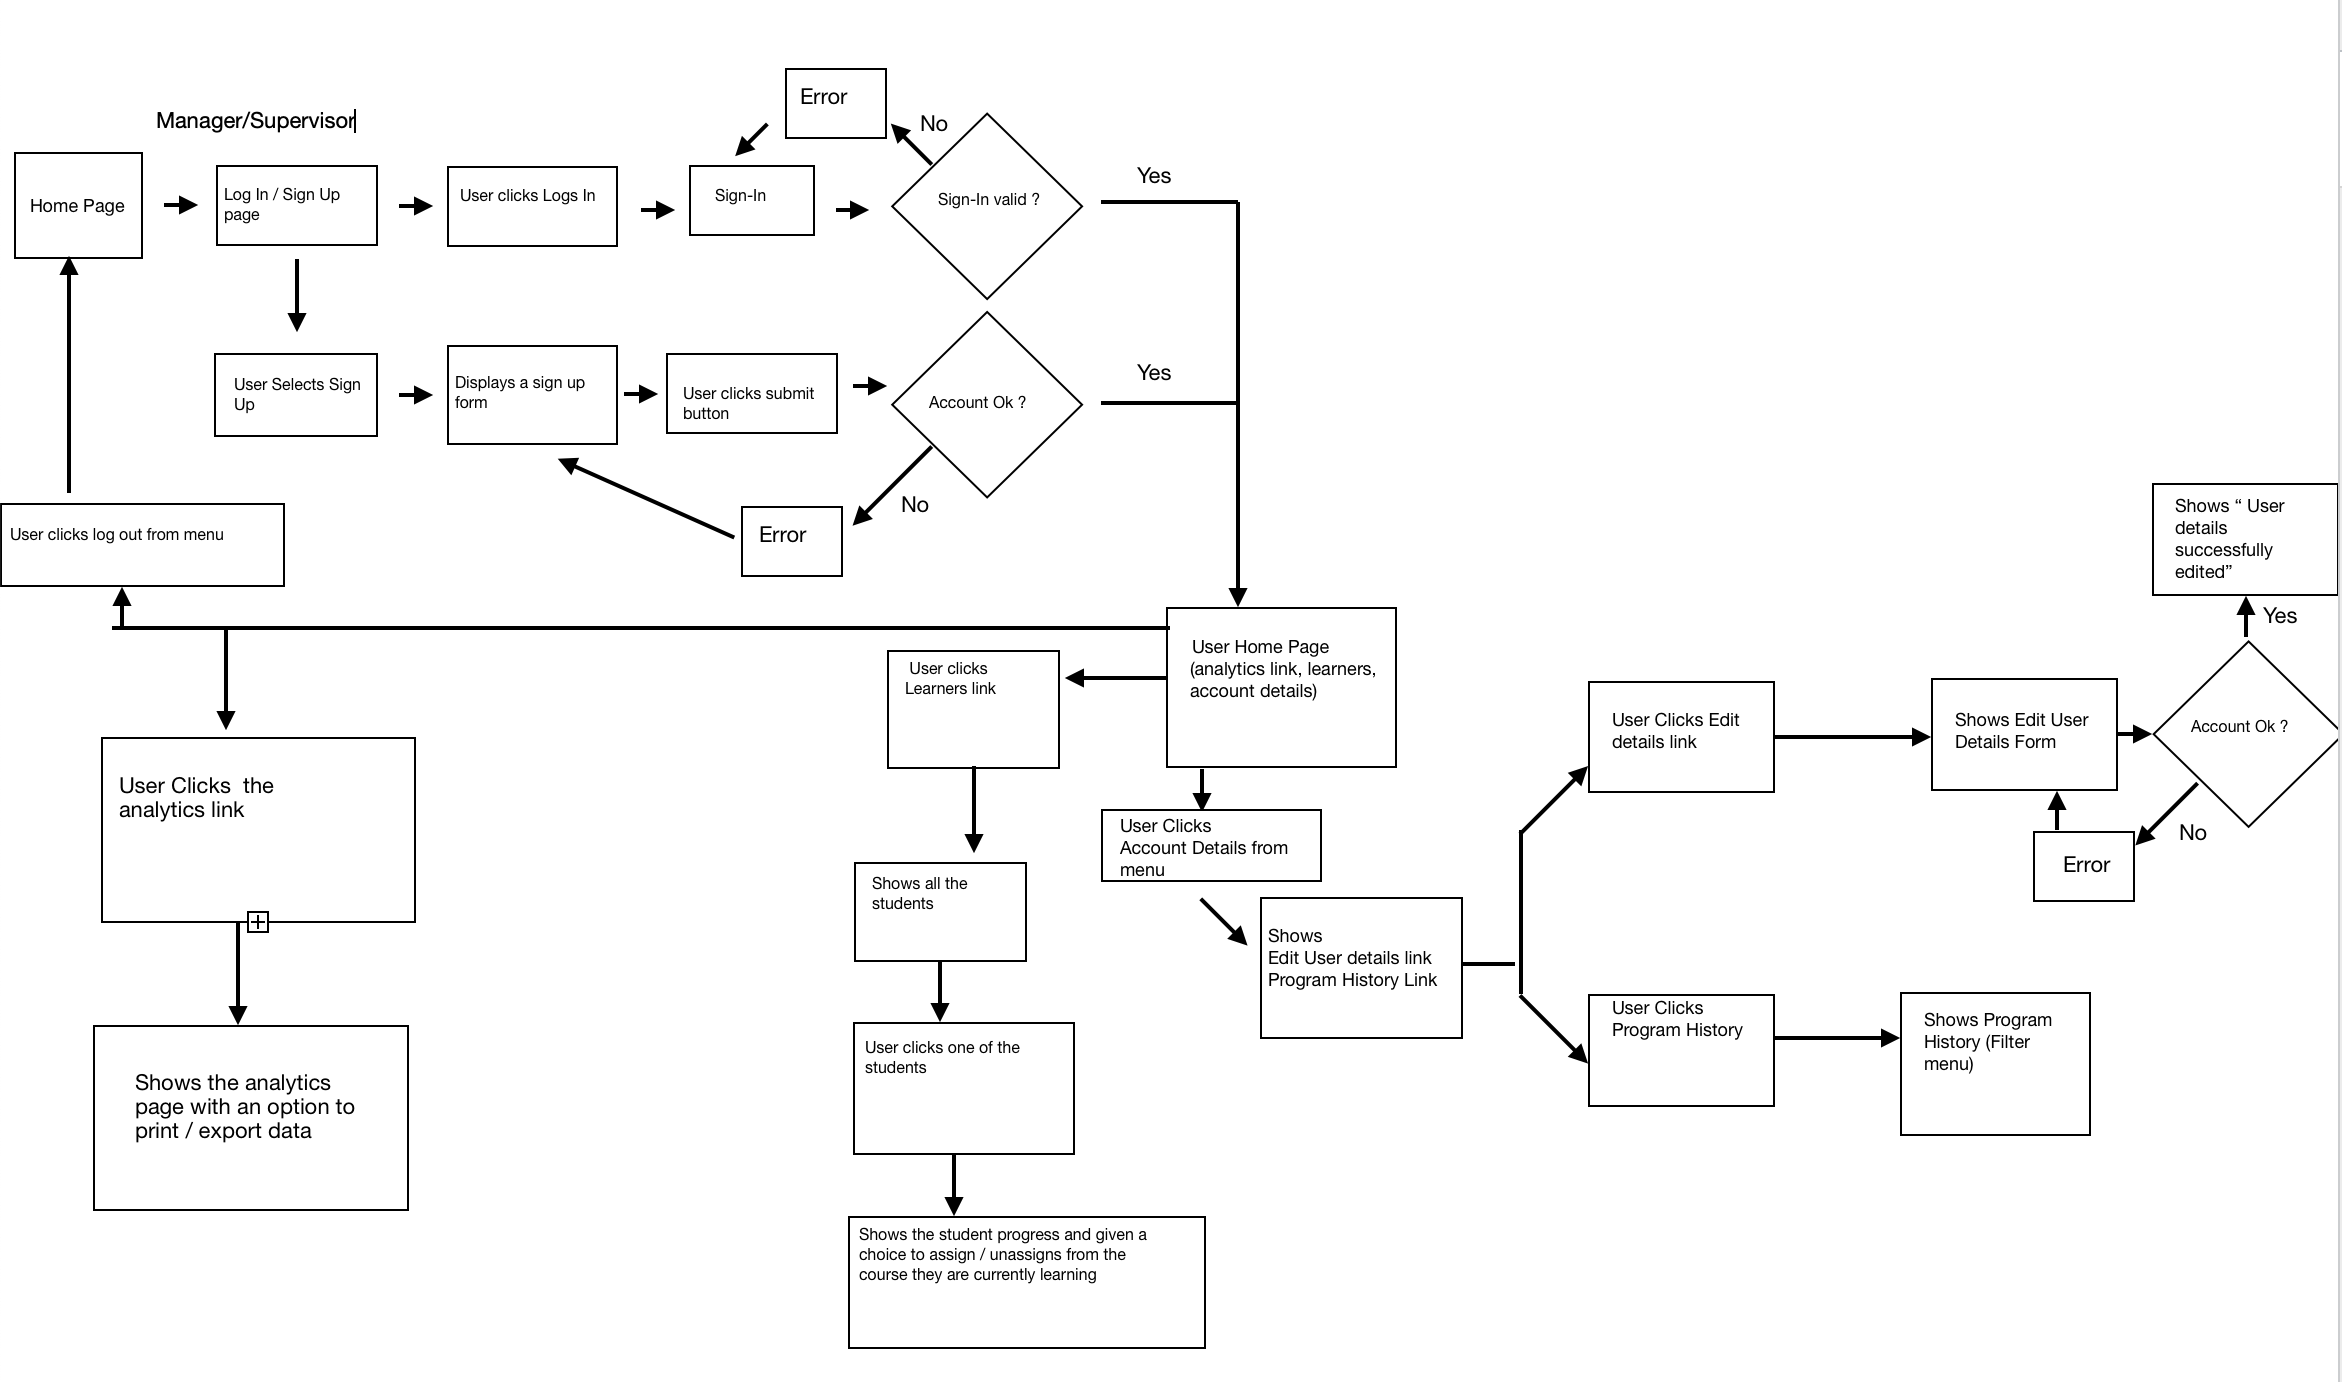 Manager/Supervisor
Error
No
Home Page
Log In / Sign Up
page
User clicks Logs In
Sign-In
Sign-In valid ?
Yes
User Selects Sign
Up
Displays a sign up
form
User clicks submit
button
Account Ok ?
Yes
No
Error
User clicks log out from menu
User Home Page
(analytics link, learners,
account details)
User clicks
Learners link
Shows all the
students
User clicks one of the
students
Shows the student progress and given a
choice to assign / unassigns from the
course they are currently learning
User Clicks  the
analytics link
Shows the analytics
page with an option to
print / export data
User Clicks
Account Details from
menu
Shows
Edit User details link
Program History Link
User Clicks Edit
details link
Shows Edit User
Details Form
Account Ok ?
Yes
Shows “ User
details
successfully
edited”
No
Error
User Clicks
Program History
Shows Program
History (Filter
menu)